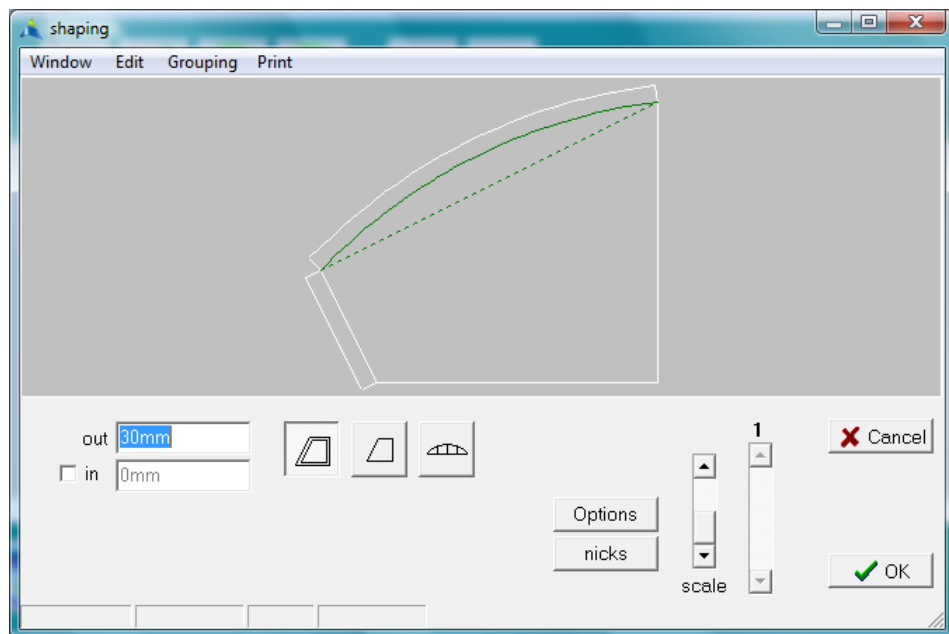 shaping
Window Edit Grouping Print
out 30mm
in 0mm
1
Cancel
Options
nicks
scale
OK